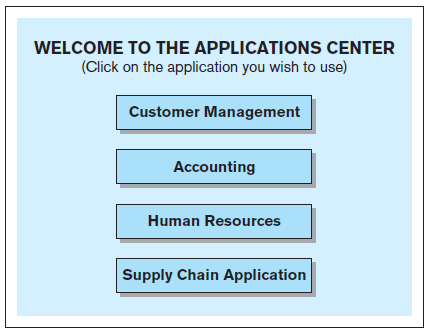 WELCOME TO THE APPLICATIONS CENTER
(Click on the application you wish to use)
Customer Management
Accounting
Human Resources
Supply Chain Application